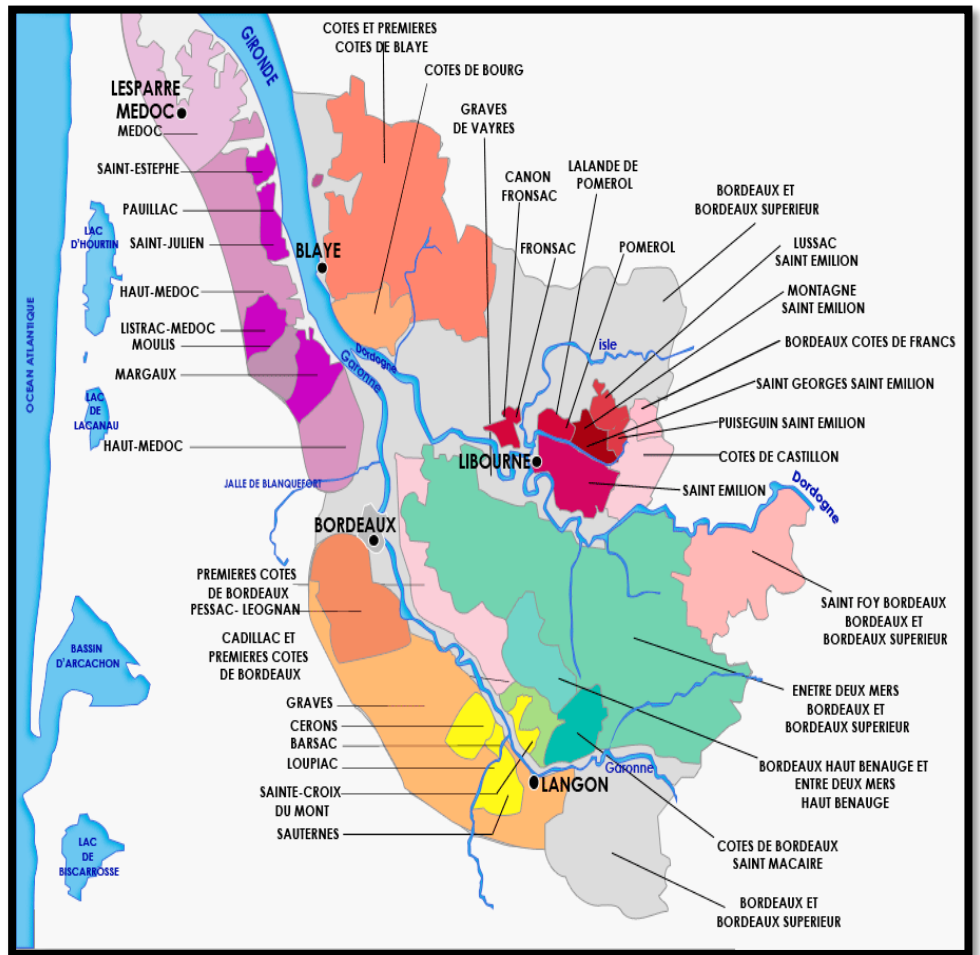 COTES ET PREMIERES
COTES DE BLAYE
GIRONDE
COTES DE BOURG
LESPARRE
MEDOC
MEDOC
GRAVES
DE VAYRES
SAINT-ESTEPHE
CANON
FRONSAC
LALANDE DE
POMEROL
BORDEAUX ET
BORDEAUX SUPERIEUR
PAUILLAC
LAC
D'HOURTIN
SAINT-JULIEN
BLAYE
FRONSAC
POMEROL
LUSSAC
SAINT EMILION
HAUT-MEDOC
MONTAGNE
SAINT EMILION
LISTRAC-MEDOC
MOULIS
OCEAN ATLANTIQUE
Dordogne
Garonne
isle
BORDEAUX COTES DE FRANCS
MARGAUX
SAINT GEORGES SAINT EMILION
LAC
DE
LACANAU
PUISEGUIN SAINT EMILION
HAUT-MEDOC
LIBOURNE
COTES DE CASTILLON
JALLE DE BLANQUEFORT
SAINT EMILION
Dordogne
BORDEAUX
PREMIERES COTES
DE BORDEAUX
PESSAC- LEOGNAN
SAINT FOY BORDEAUX
BORDEAUX ET
BORDEAUX SUPERIEUR
CADILLAC ET
PREMIERES COTES
DE BORDEAUX
BASSIN
D'ARCACHON
ENETRE DEUX MERS
BORDEAUX ET
BORDEAUX SUPERIEUR
GRAVES
CERONS
BARSAC
LOUPIAC
Garonne
BORDEAUX HAUT BENAUGE ET
ENTRE DEUX MERS
HAUT BENAUGE
SAINTE-CROIX
DU MONT
LANGON
SAUTERNES
COTES DE BORDEAUX
SAINT MACAIRE
LAC
DE
BISCARROSSE
BORDEAUX ET
BORDEAUX SUPERIEUR